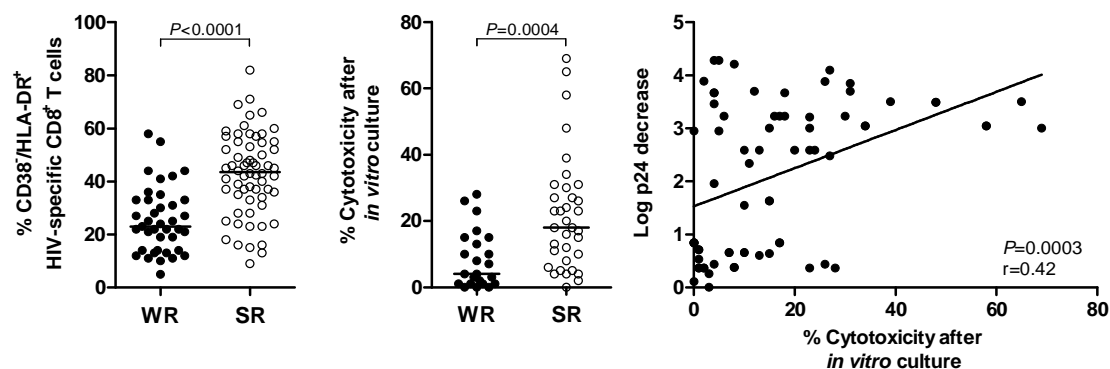 % CD38⁻/HLA-DR⁺
HIV-specific CD8⁺ T cells
100
80
60
40
20
0
P<0.0001
WR SR
% Cytotoxicity after
in vitro culture
80
60
40
20
0
P=0.0004
WR SR
Log p24 decrease
5
4
3
2
1
0
P=0.0003
r=0.42
0 20 40 60 80
% Cytotoxicity after
in vitro culture